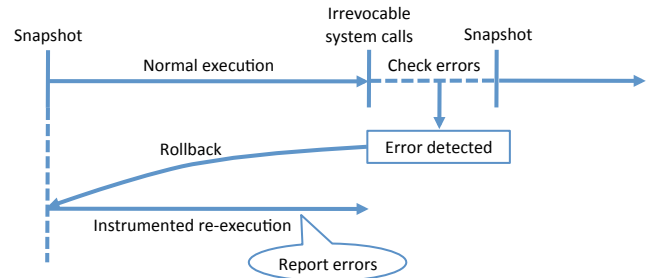 Irrevocable
system calls
Snapshot
Snapshot
Normal execution
Check errors
Rollback
Error detected
Instrumented re-execution
Report errors